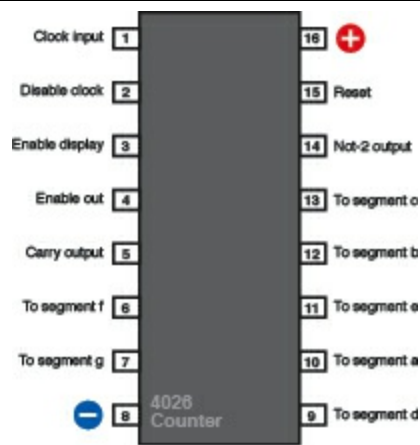 Clock input 1 16 +
Disable clock 2 15 Reset
Enable display 3 14 Not-2 output
Enable out 4 13 To segment c
Carry output 5 12 To segment b
To segment f 6 11 To segment e
To segment g 7 10 To segment a
− 8 4026 9 To segment d
Counter